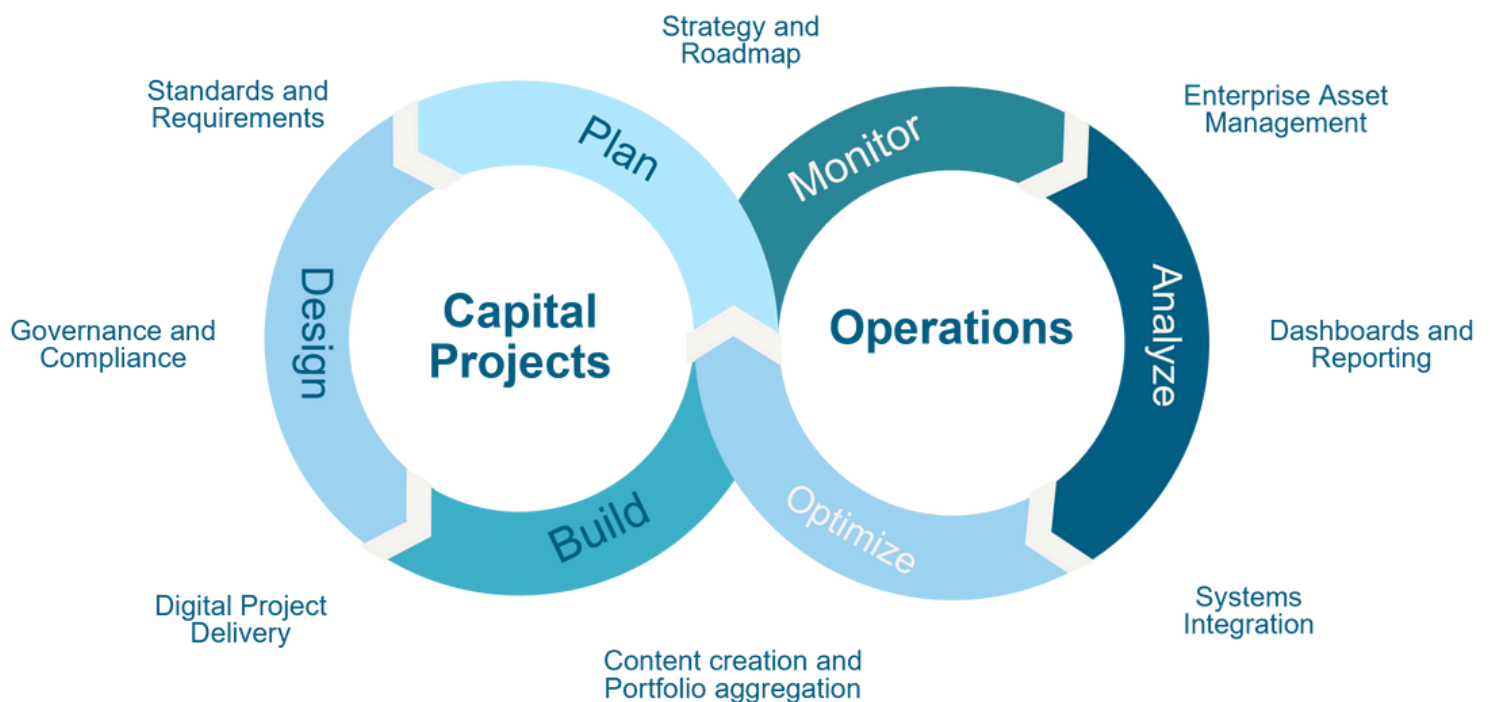 Strategy and
Roadmap
Standards and
Requirements
Enterprise Asset
Management
Plan
Monitor
Design
Capital
Projects
Operations
Analyze
Governance and
Compliance
Dashboards and
Reporting
Build
Optimize
Digital Project
Delivery
Systems
Integration
Content creation and
Portfolio aggregation